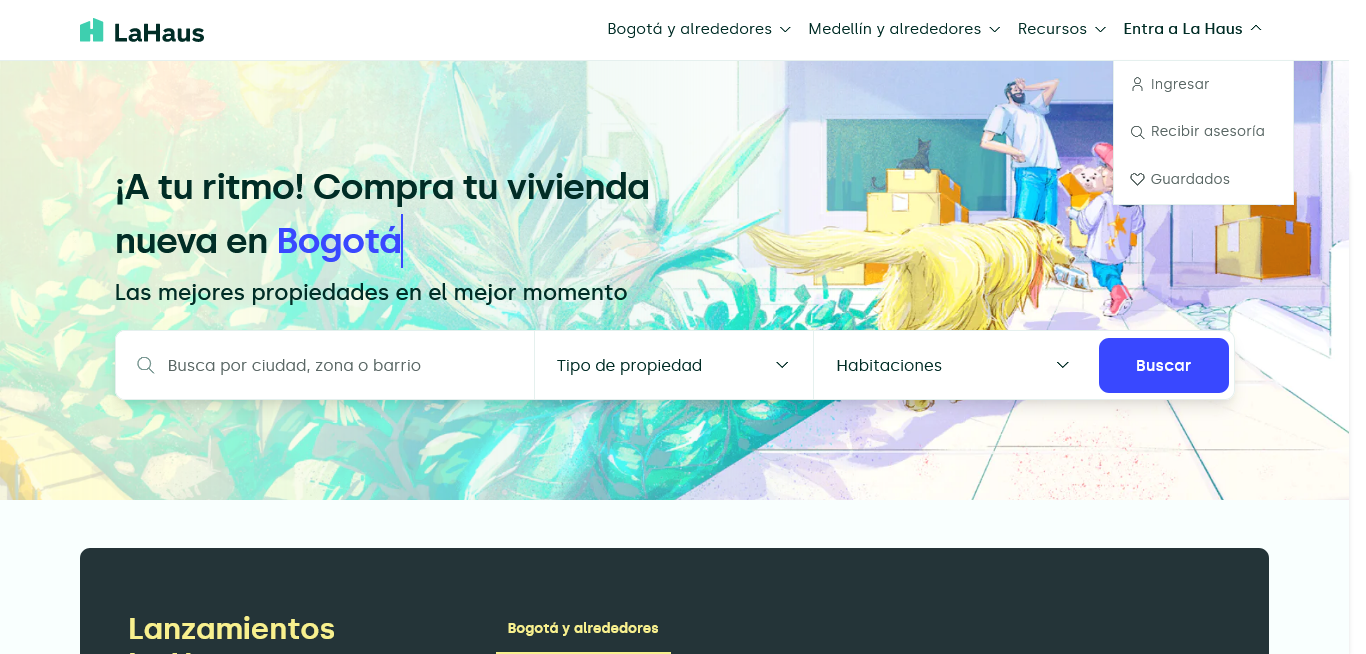 LaHaus
Bogotá y alrededores
Medellín y alrededores
Recursos
Entra a La Haus
Ingresar
Recibir asesoría
Guardados
¡A tu ritmo! Compra tu vivienda
nueva en Bogotá
Las mejores propiedades en el mejor momento
Busca por ciudad, zona o barrio
Tipo de propiedad
Habitaciones
Buscar
Lanzamientos
Bogotá y alrededores